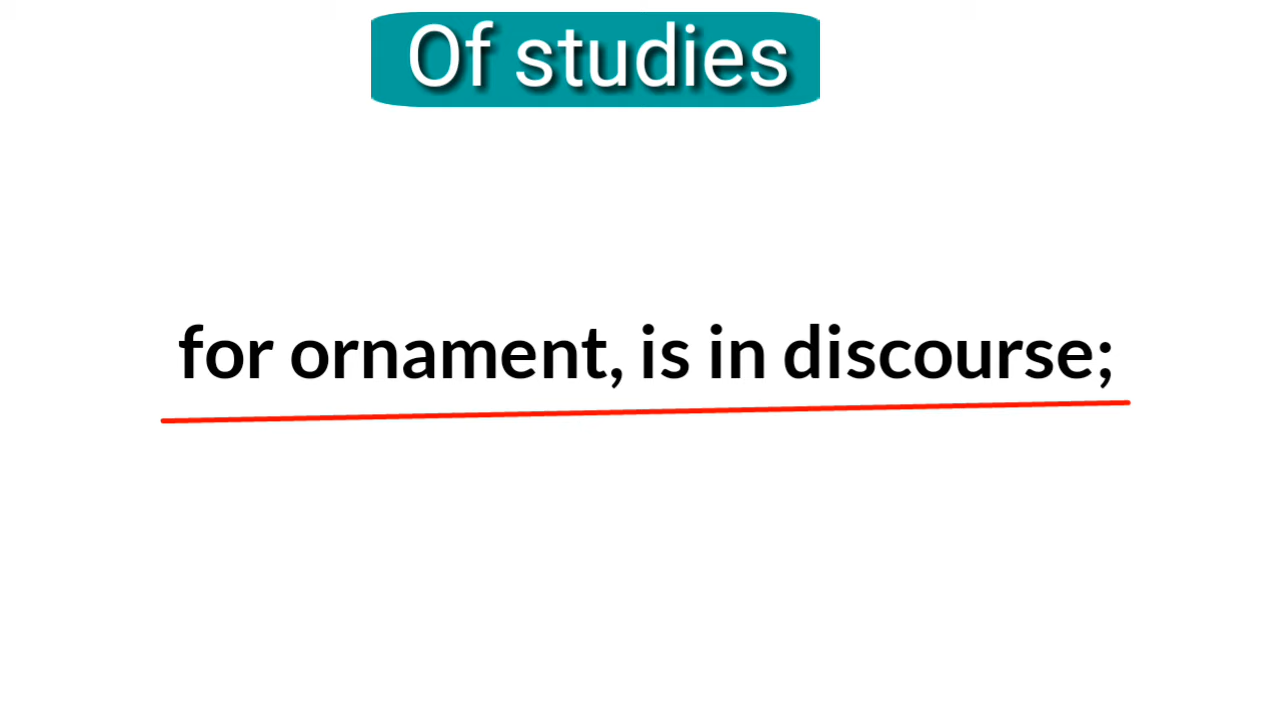 Of studies
for ornament, is in discourse;